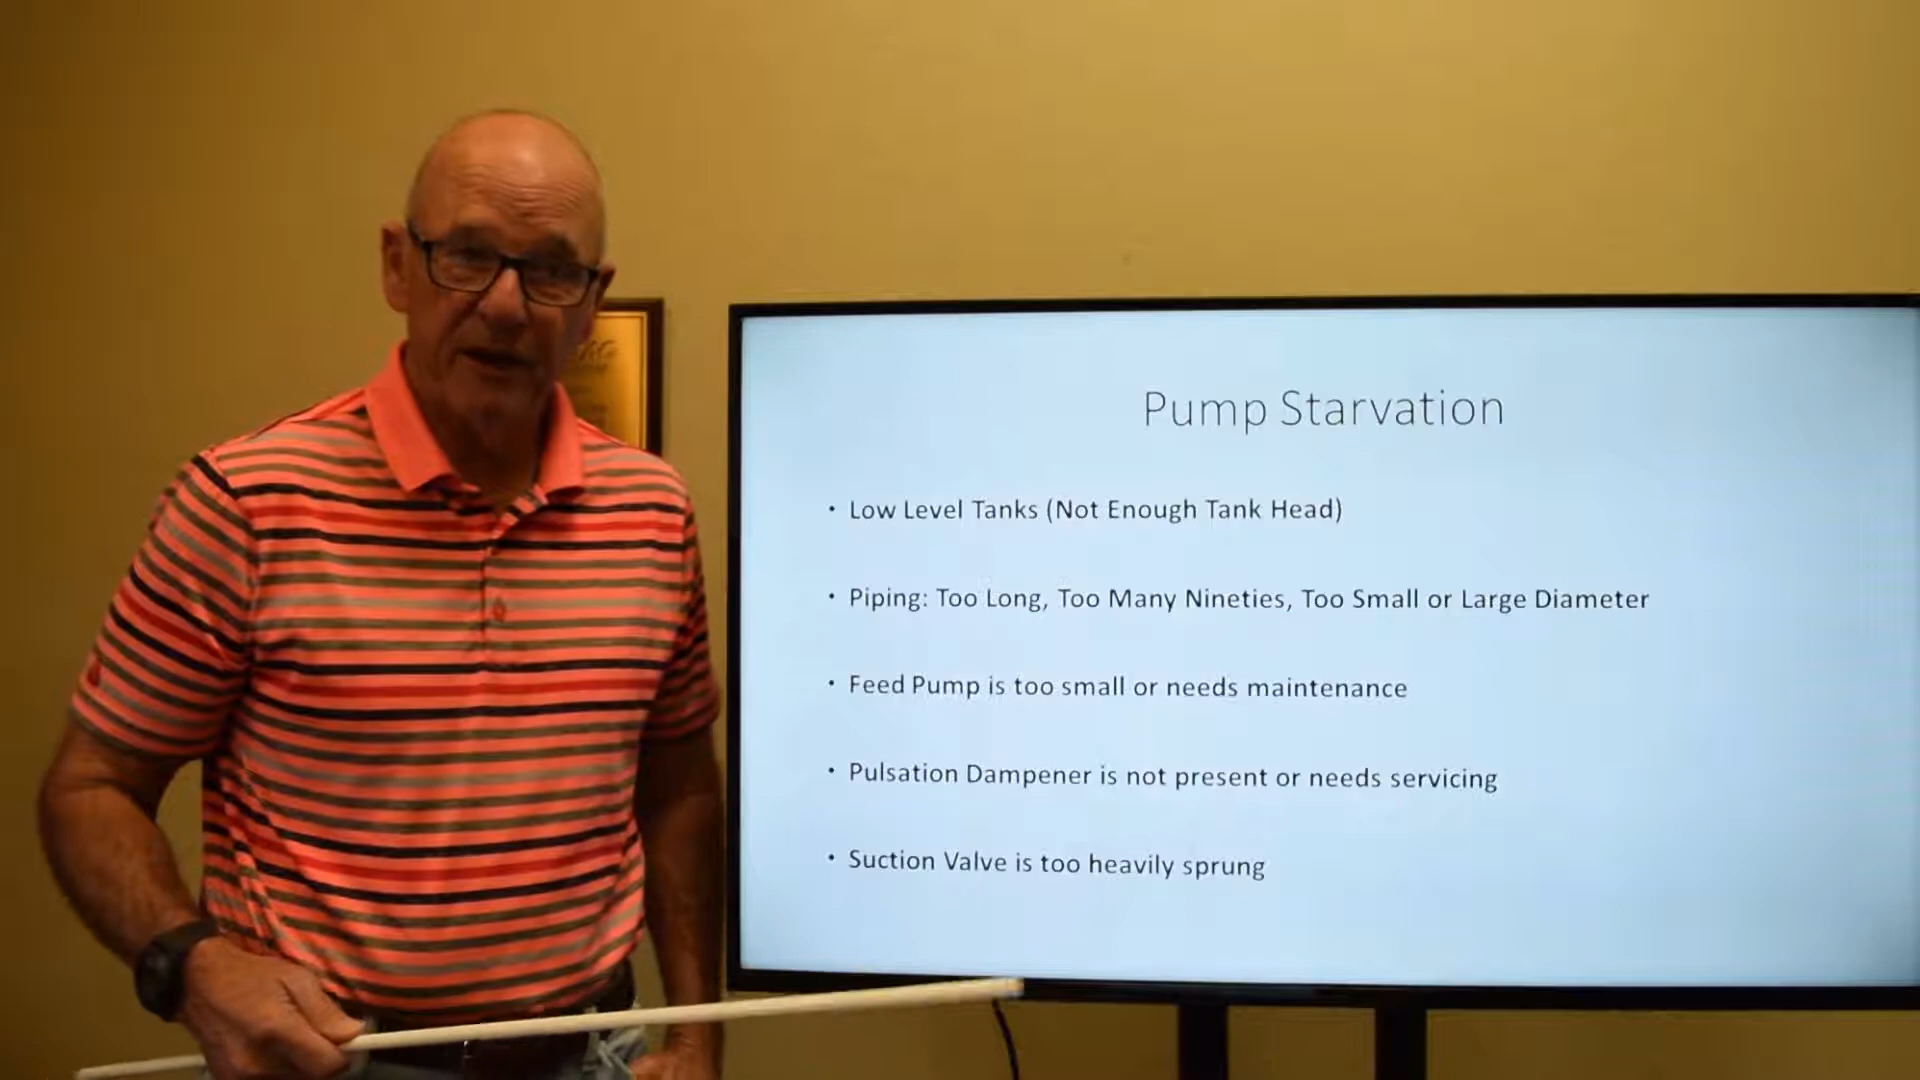 Pump Starvation
• Low Level Tanks (Not Enough Tank Head)
• Piping: Too Long, Too Many Nineties, Too Small or Large Diameter
• Feed Pump is too small or needs maintenance
• Pulsation Dampener is not present or needs servicing
• Suction Valve is too heavily sprung